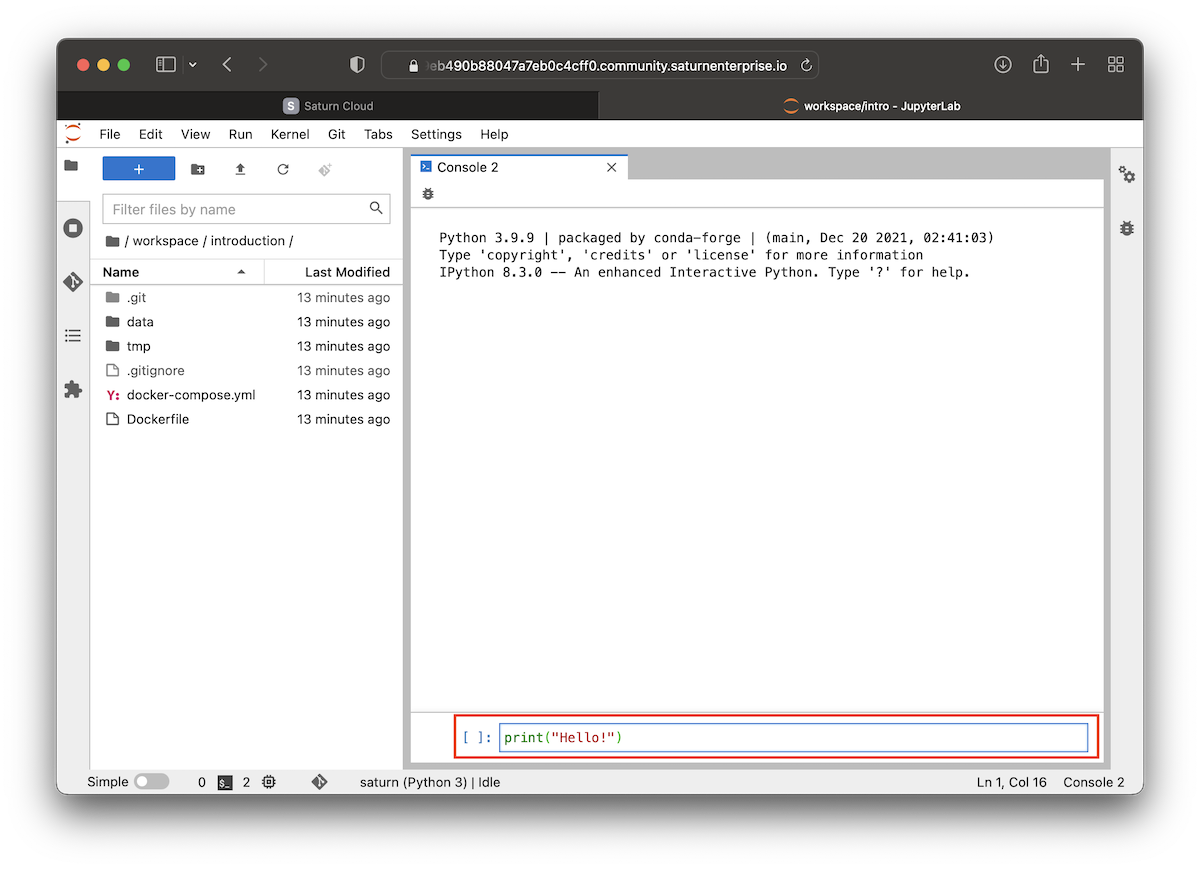 eb490b88047a7eb0c4cff0.community.saturnenterprise.io
S Saturn Cloud
workspace/intro - JupyterLab
File Edit View Run Kernel Git Tabs Settings Help
+
Console 2
Filter files by name
/ workspace / introduction /
Name Last Modified
.git 13 minutes ago
data 13 minutes ago
tmp 13 minutes ago
.gitignore 13 minutes ago
Y: docker-compose.yml 13 minutes ago
Dockerfile 13 minutes ago
Python 3.9.9 | packaged by conda-forge | (main, Dec 20 2021, 02:41:03)
Type 'copyright', 'credits' or 'license' for more information
IPython 8.3.0 -- An enhanced Interactive Python. Type '?' for help.
[ ]: print("Hello!")
Simple 0 $_ 2 saturn (Python 3) | Idle Ln 1, Col 16 Console 2